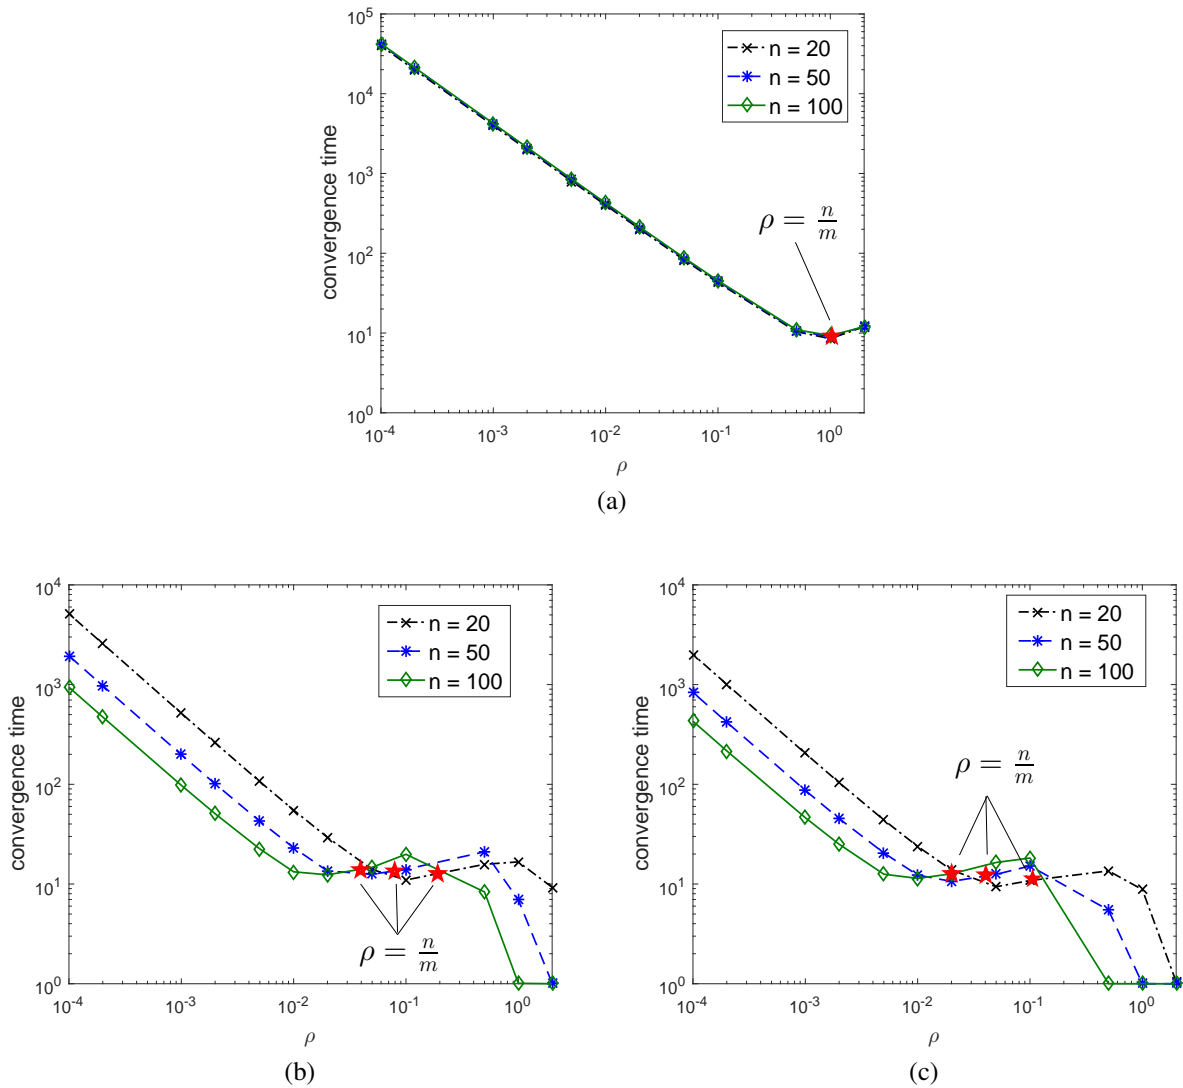 10^5
10^4
10^3
10^2
10^1
10^0
convergence time
n = 20
n = 50
n = 100
ρ = n/m
10^-4
10^-3
10^-2
10^-1
10^0
ρ
(a)
10^4
10^3
10^2
10^1
10^0
convergence time
n = 20
n = 50
n = 100
ρ = n/m
10^-4
10^-3
10^-2
10^-1
10^0
ρ
(b)
10^4
10^3
10^2
10^1
10^0
convergence time
n = 20
n = 50
n = 100
ρ = n/m
10^-4
10^-3
10^-2
10^-1
10^0
ρ
(c)